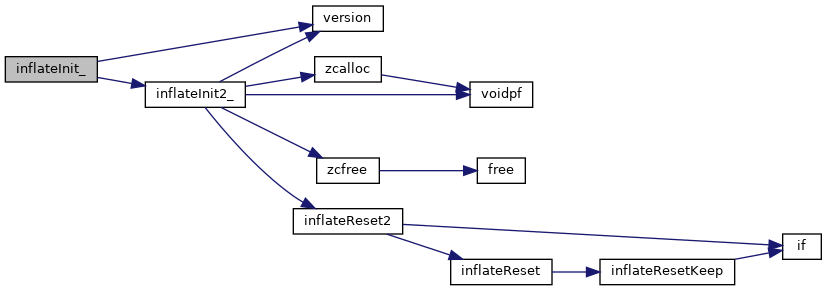 version
inflateInit_
zcalloc
inflateInit2_
voidpf
zcfree
free
inflateReset2
if
inflateReset
inflateResetKeep